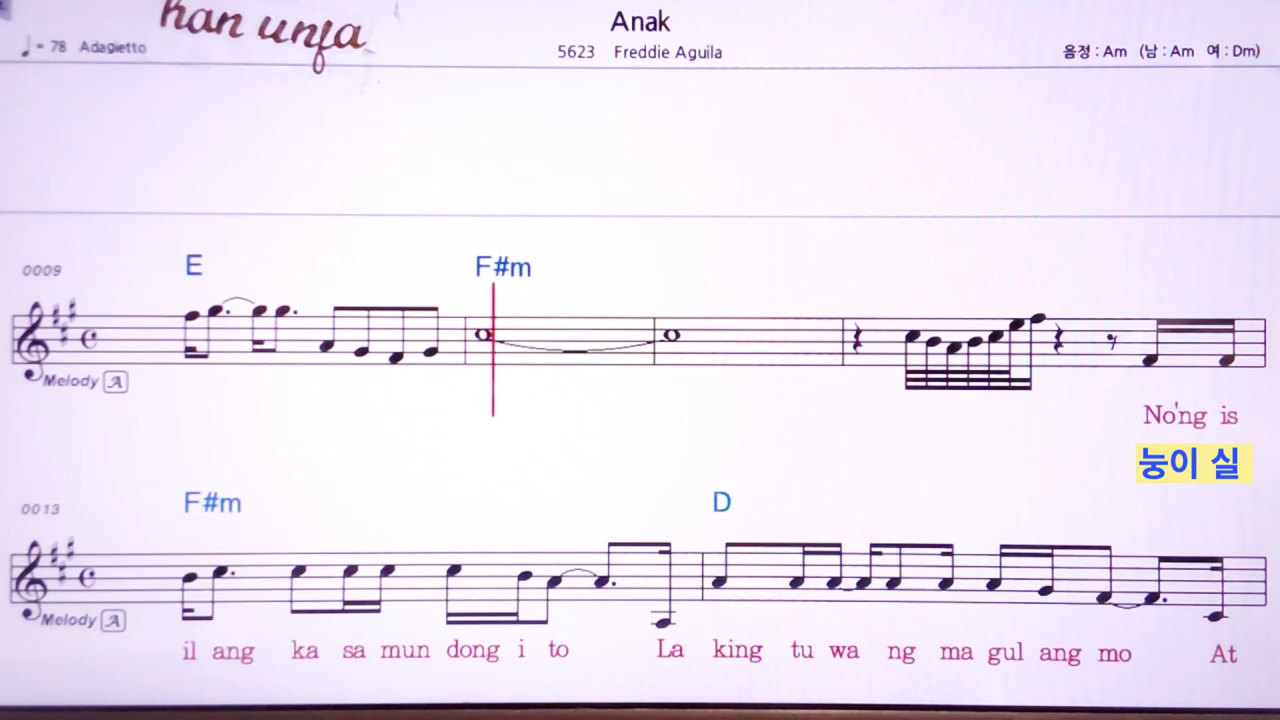 han unfa
Anak
♩= 78 Adagietto
5623 Freddie Aguila
음정 : Am (남 : Am 여 : Dm)
0009
E F#m
Melody A
No'ng is
눙이 실
0013
F#m D
Melody A
il ang ka sa mun dong i to La king tu wa ng ma gul ang mo At